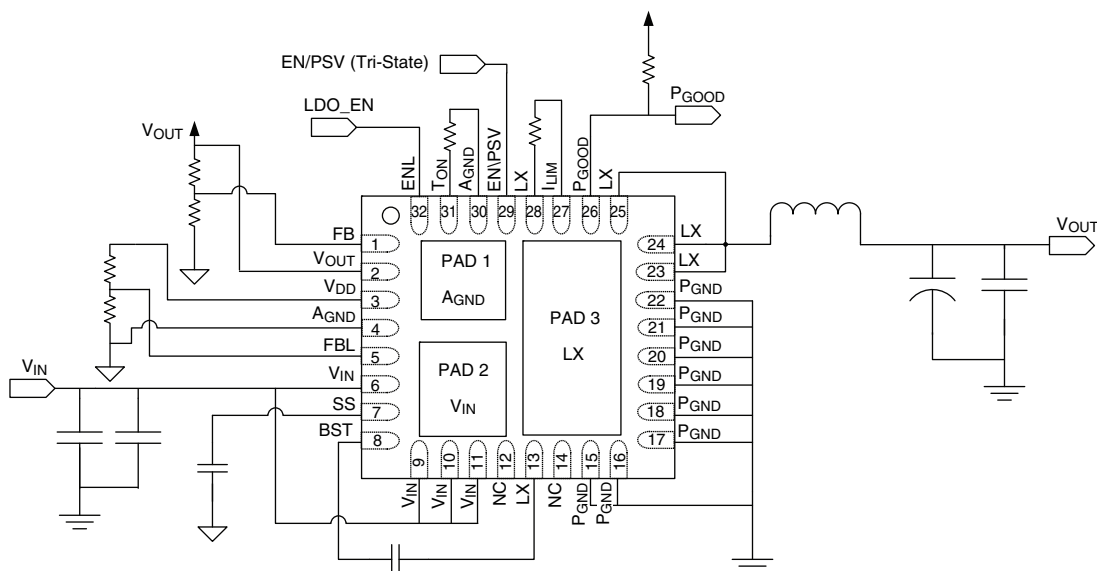 EN/PSV (Tri-State)
PGOOD
LDO_EN
VOUT
ENL
TON
AGND
EN\PSV
LX
ILIM
PGOOD
LX
32
31
30
29
28
27
26
25
FB
1
VOUT
2
VDD
3
AGND
4
FBL
5
VIN
VIN
6
SS
7
BST
8
PAD 1
AGND
PAD 2
VIN
PAD 3
LX
24
LX
23
LX
22
PGND
21
PGND
20
PGND
19
PGND
18
PGND
17
PGND
VOUT
9
10
11
12
13
14
15
16
VIN
VIN
VIN
NC
LX
NC
PGND
PGND